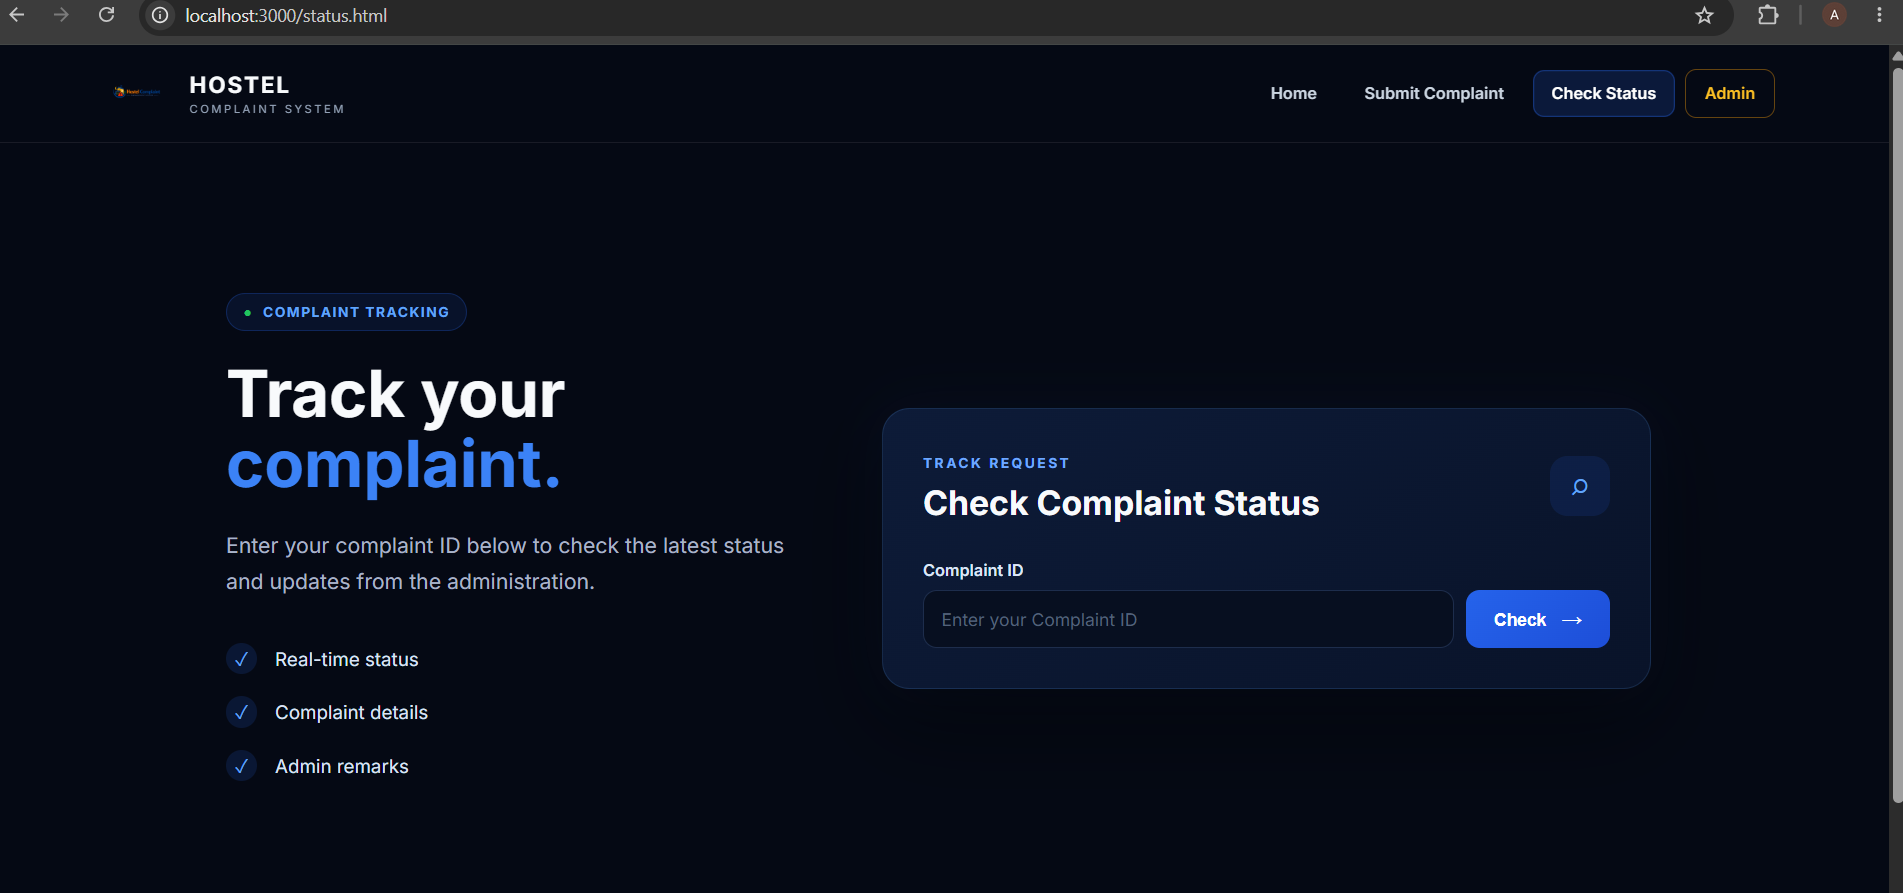 localhost:3000/status.html
A
HOSTEL
COMPLAINT SYSTEM
Home
Submit Complaint
Check Status
Admin
COMPLAINT TRACKING
Track your
complaint.
Enter your complaint ID below to check the latest status
and updates from the administration.
✓ Real-time status
✓ Complaint details
✓ Admin remarks
TRACK REQUEST
Check Complaint Status
Complaint ID
Enter your Complaint ID
Check →